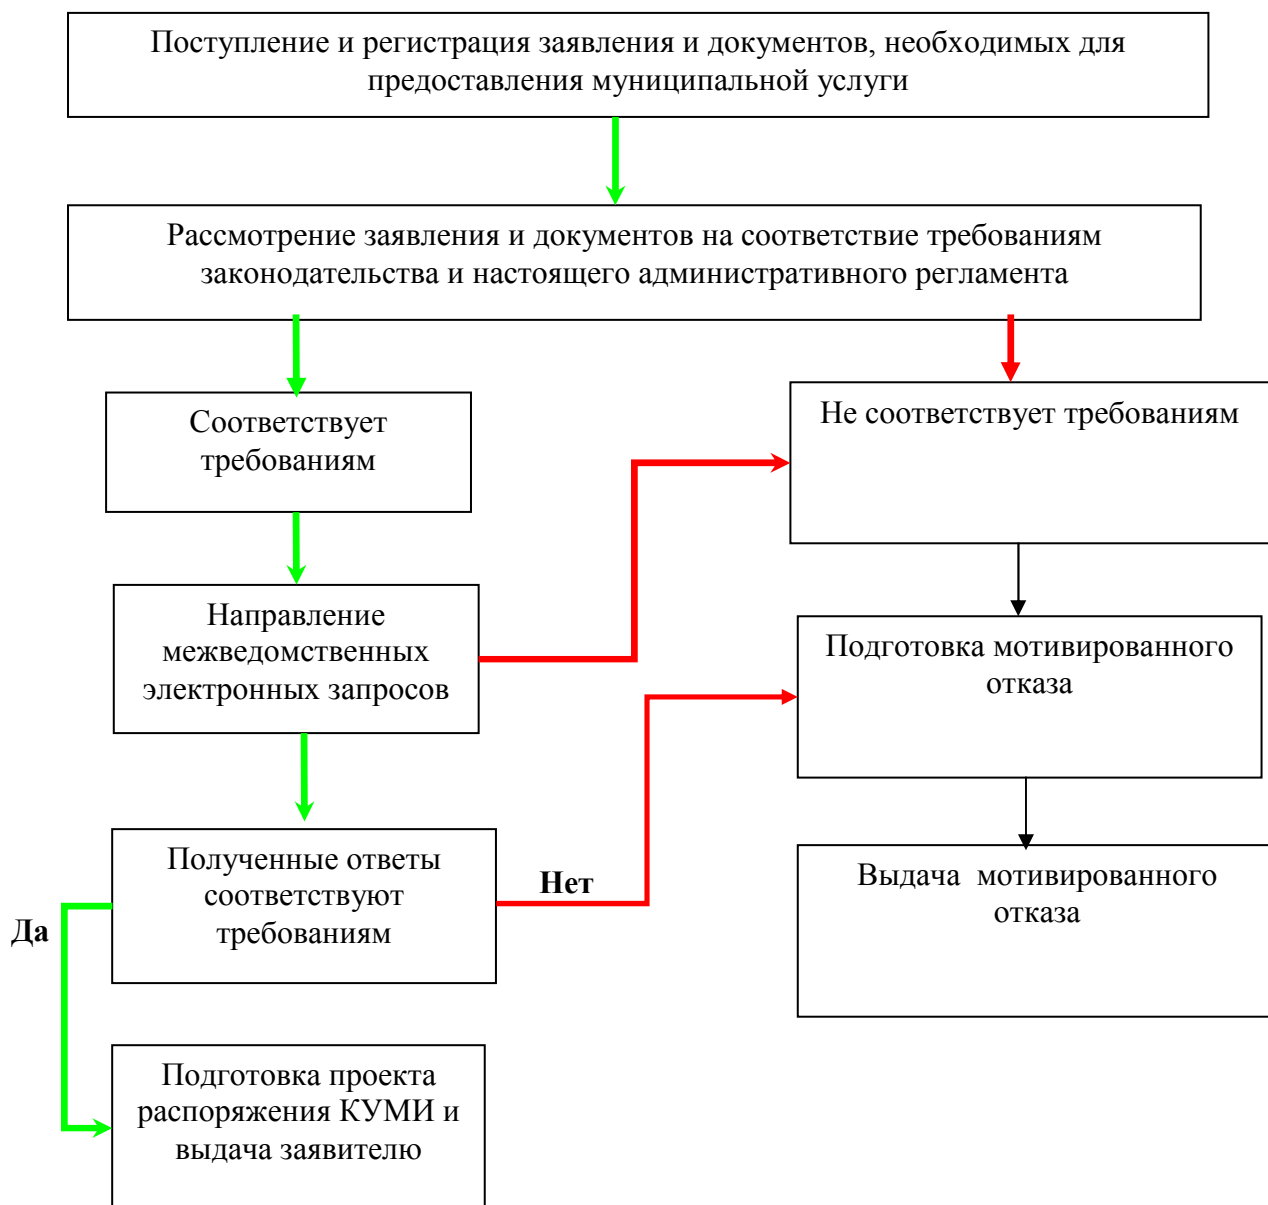 Поступление и регистрация заявления и документов, необходимых для
предоставления муниципальной услуги
Рассмотрение заявления и документов на соответствие требованиям
законодательства и настоящего административного регламента
Соответствует
требованиям
Не соответствует требованиям
Направление
межведомственных
электронных запросов
Подготовка мотивированного
отказа
Полученные ответы
соответствуют
требованиям
Нет
Да
Выдача  мотивированного
отказа
Подготовка проекта
распоряжения КУМИ и
выдача заявителю